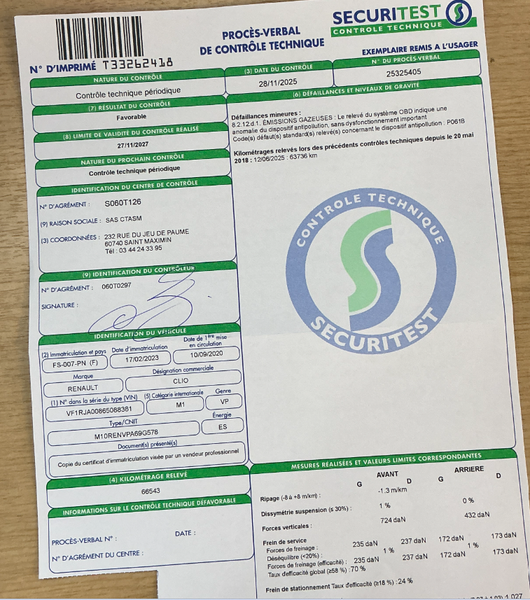 SECURITEST
CONTROLE TECHNIQUE
PROCÈS-VERBAL
DE CONTRÔLE TECHNIQUE
EXEMPLAIRE REMIS A L'USAGER
N° D'IMPRIMÉ T33262418
NATURE DU CONTRÔLE
Contrôle technique périodique
(3) DATE DU CONTRÔLE
28/11/2025
N° DU PROCÈS-VERBAL
25325405
(7) RÉSULTAT DU CONTRÔLE
Favorable
(8) LIMITE DE VALIDITÉ DU CONTRÔLE RÉALISÉ
27/11/2027
NATURE DU PROCHAIN CONTRÔLE
Contrôle technique périodique
(6) DÉFAILLANCES ET NIVEAUX DE GRAVITÉ
Défaillances mineures :
8.2.12.d.1. ÉMISSIONS GAZEUSES : Le relevé du système OBD indique une
anomalie du dispositif antipollution, sans dysfonctionnement important
Code(s) défaut(s) standard(s) relevé(s) concernant le dispositif antipollution : P061B
Kilométrages relevés lors des précédents contrôles techniques depuis le 20 mai
2018 : 12/06/25 : 63736 km
IDENTIFICATION DU CENTRE DE CONTRÔLE
N° D'AGRÉMENT : S060T126
(9) RAISON SOCIALE : SAS CTASM
(3) COORDONNÉES : 232 RUE DU JEU DE PAUME
60740 SAINT MAXIMIN
Tél : 03 44 24 33 95
(9) IDENTIFICATION DU CONTRÔLEUR
N° D'AGRÉMENT : 060T0297
SIGNATURE :
CONTROLE TECHNIQUE
SECURITEST
IDENTIFICATION DU VÉHICULE
(2) Immatriculation et pays
FS-007-PN (F)
Date d'immatriculation
17/02/2023
Date de 1ère mise
en circulation
10/09/2020
Marque
RENAULT
Désignation commerciale
CLIO
(1) N° dans la série du type (VIN)
VF1RJA00865088381
(5) Catégorie internationale
M1
Genre
VP
Type/CNIT
M10RENVPA69G578
Énergie
ES
Document(s) présenté(s)
Copie du certificat d'immatriculation visée par un vendeur professionnel
(4) KILOMÉTRAGE RELEVÉ
66543
INFORMATIONS SUR LE CONTRÔLE TECHNIQUE DÉFAVORABLE
PROCÈS-VERBAL N° :
DATE :
N° D'AGRÉMENT DU CENTRE :
MESURES RÉALISÉES ET VALEURS LIMITES CORRESPONDANTES
AVANT ARRIERE
G D G D
Ripage (-8 à +8 m/km) : -1.3 m/km
Dissymétrie suspension (≤ 30%) : 1 % 0 %
Forces verticales : 724 daN 432 daN
Frein de service
Forces de freinage : 235 daN 237 daN 172 daN 173 daN
Déséquilibre (<20%) : 1 % 1 %
Forces de freinage (efficacité) : 235 daN 237 daN 172 daN 173 daN
Taux d'efficacité global (≥58 %) : 70 %
Frein de stationnement Taux d'efficacité (≥18 %) : 24 %